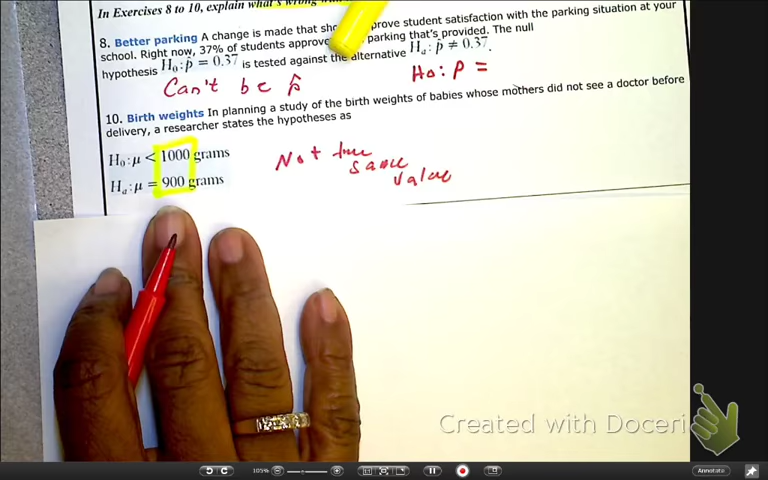 In Exercises 8 to 10, explain what's wrong
8. Better parking A change is made that prove student satisfaction with the parking situation at your
school. Right now, 37% of students approve parking that's provided. The null
hypothesis H₀: p̂ = 0.37 is tested against the alternative Hₐ: p̂ ≠ 0.37.
Can't be p̂
H₀: P =
10. Birth weights In planning a study of the birth weights of babies whose mothers did not see a doctor before
delivery, a researcher states the hypotheses as
H₀: μ < 1000 grams
Hₐ: μ = 900 grams
Not the
same
value
Created with Doceri
105%
Annotate